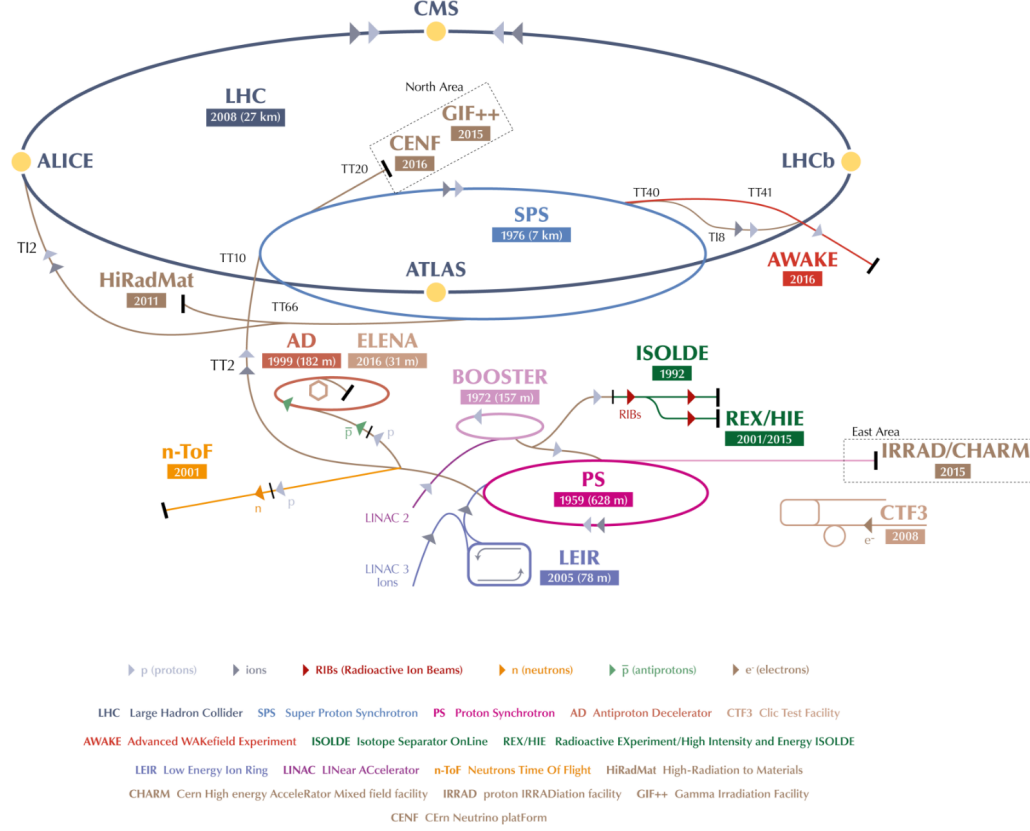 CMS
North Area
LHC
2008 (27 km)
GIF++
2015
CENF
2016
TT20
ALICE
LHCb
TT40
TT41
SPS
1976 (7 km)
TI8
TI2
TT10
ATLAS
AWAKE
2016
HiRadMat
2011
TT66
AD
1999 (182 m)
ELENA
2016 (31 m)
TT2
ISOLDE
1992
BOOSTER
1972 (157 m)
RIBs
REX/HIE
2001/2015
p̅
p
East Area
n-ToF
2001
IRRAD/CHARM
2015
PS
1959 (628 m)
n
p
LINAC 2
CTF3
2008
e-
LINAC 3
Ions
LEIR
2005 (78 m)
p (protons) ions RIBs (Radioactive Ion Beams) n (neutrons) p̅ (antiprotons) e- (electrons)
LHC Large Hadron Collider SPS Super Proton Synchrotron PS Proton Synchrotron AD Antiproton Decelerator CTF3 Clic Test Facility
AWAKE Advanced WAKefield Experiment ISOLDE Isotope Separator OnLine REX/HIE Radioactive EXperiment/High Intensity and Energy ISOLDE
LEIR Low Energy Ion Ring LINAC LINear ACcelerator n-ToF Neutrons Time Of Flight HiRadMat High-Radiation to Materials
CHARM Cern High energy AcceleRator Mixed field facility IRRAD proton IRRADiation facility GIF++ Gamma Irradiation Facility
CENF CErn Neutrino platForm